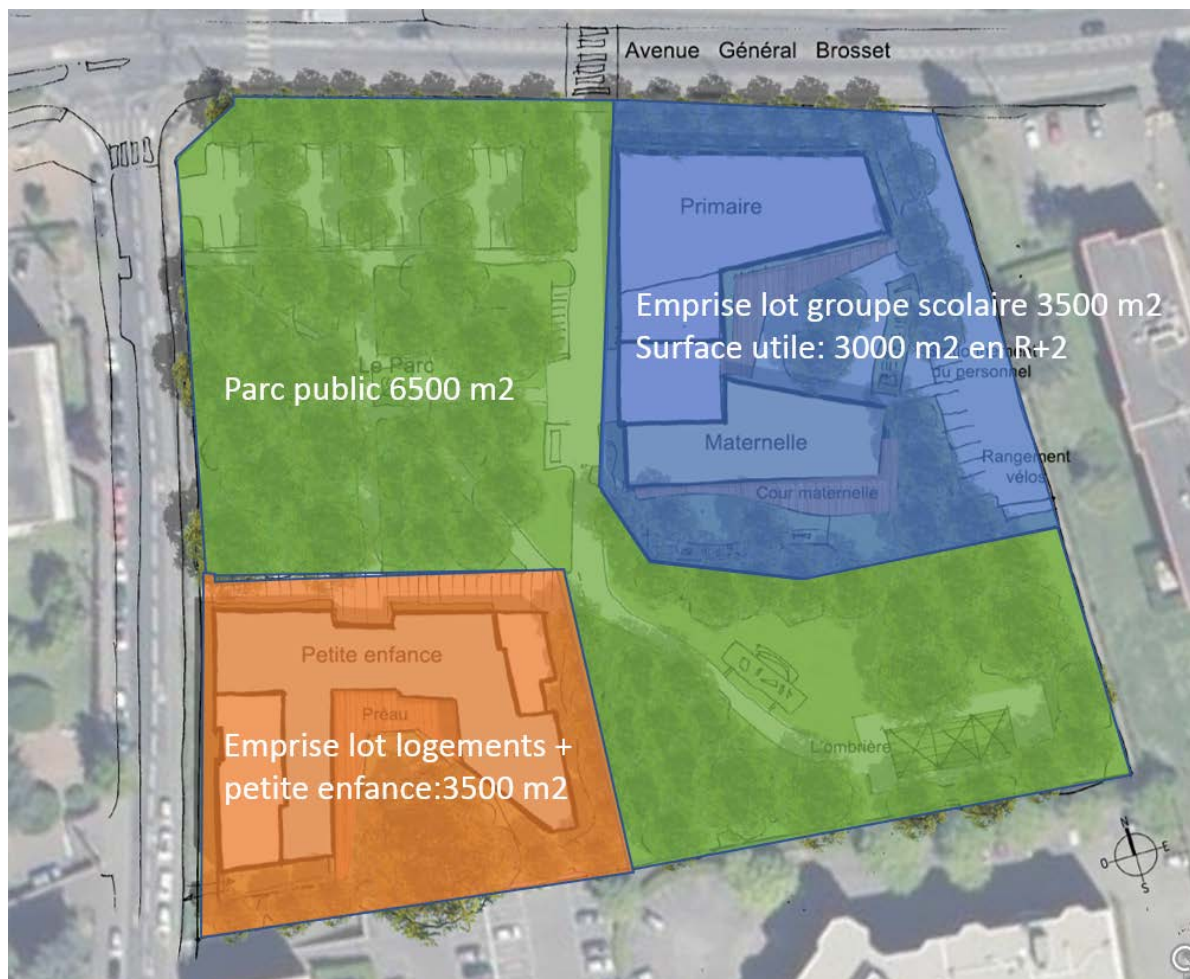 Avenue Général Brosset
Primaire
Emprise lot groupe scolaire 3500 m2
Surface utile: 3000 m2 en R+2
du personnel
Le Parc
Parc public 6500 m2
Maternelle
Rangement
vélos
Cour maternelle
Petite enfance
Préau
Emprise lot logements +
petite enfance:3500 m2
L'ombrière
N
O
E
S